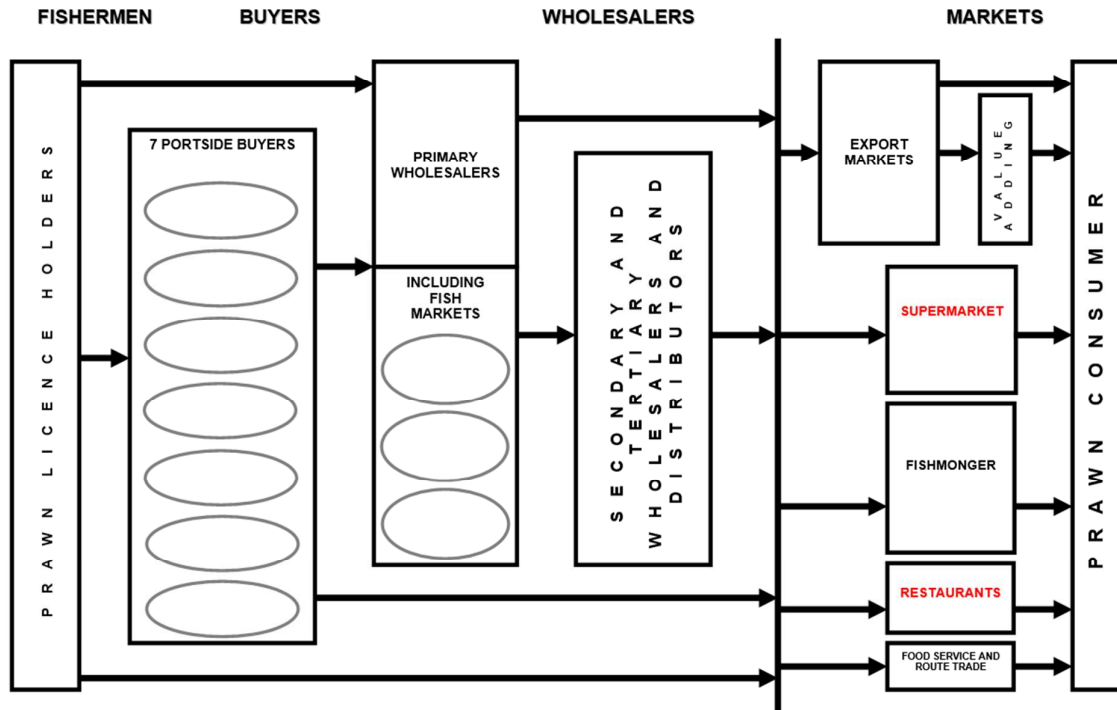 FISHERMEN
BUYERS
WHOLESALERS
MARKETS
PRAWN LICENCE HOLDERS
7 PORTSIDE BUYERS
PRIMARY
WHOLESALERS
INCLUDING
FISH
MARKETS
SECONDARY AND
TERTIARY
WHOLESALERS AND
DISTRIBUTORS
EXPORT
MARKETS
VALUE
ADDING
SUPERMARKET
FISHMONGER
RESTAURANTS
FOOD SERVICE AND
ROUTE TRADE
PRAWN CONSUMER